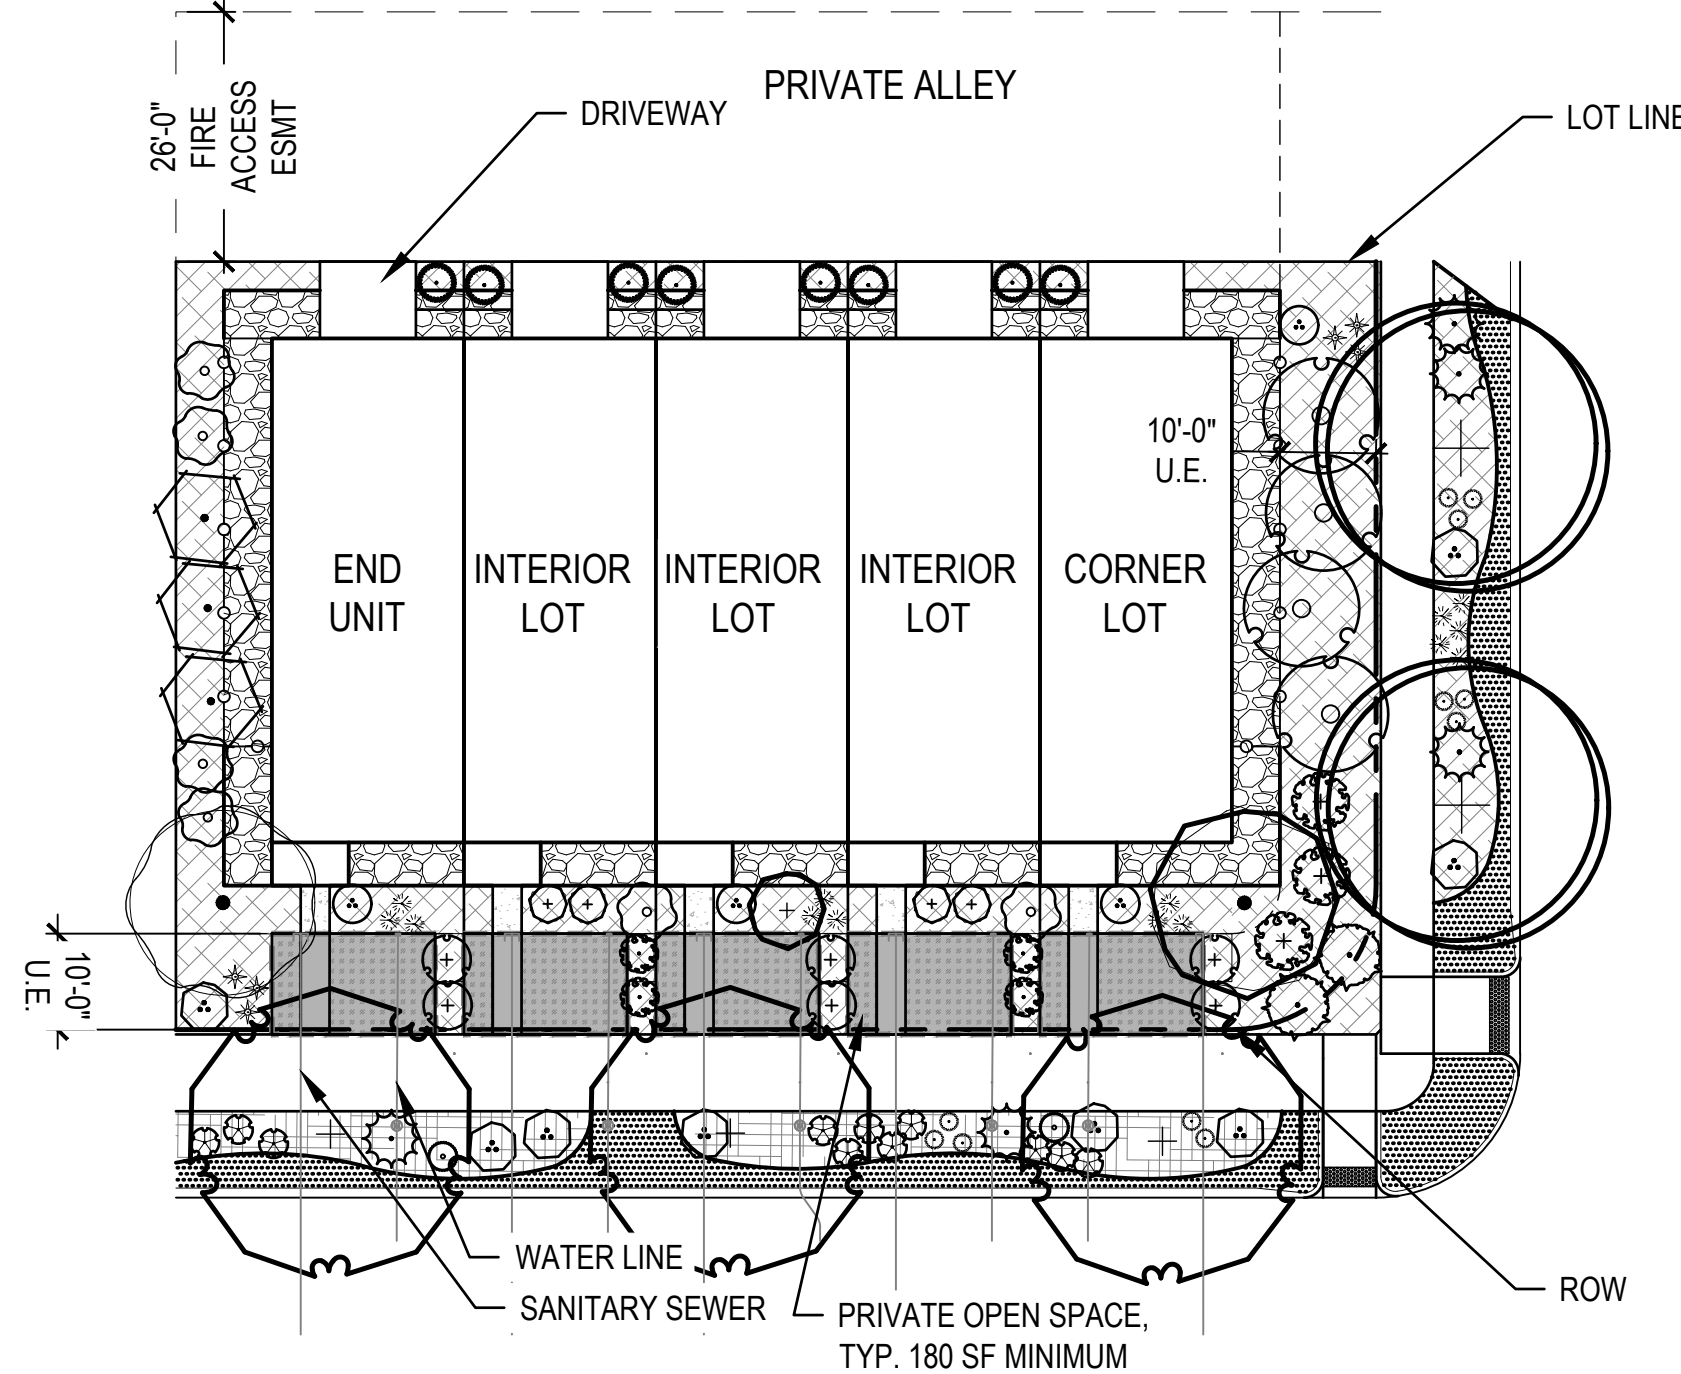 PRIVATE ALLEY
DRIVEWAY
LOT LINE
26'-0"
FIRE
ACCESS
ESMT
10'-0"
U.E.
END
UNIT
INTERIOR
LOT
INTERIOR
LOT
INTERIOR
LOT
CORNER
LOT
10'-0"
U.E.
WATER LINE
SANITARY SEWER
PRIVATE OPEN SPACE,
TYP. 180 SF MINIMUM
ROW